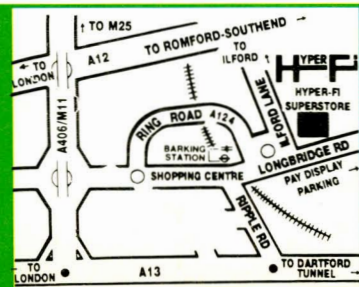 ↑ TO M25
← TO LONDON
A12
TO ROMFORD-SOUTHEND →
TO ILFORD ↑
HYPER Fi
HYPER-FI SUPERSTORE
A406/M11
RING ROAD A124
ILFORD LANE
BARKING STATION
LONGBRIDGE RD
SHOPPING CENTRE
PAY DISPLAY PARKING
RIPPLE RD
← TO LONDON
A13
TO DARTFORD TUNNEL →